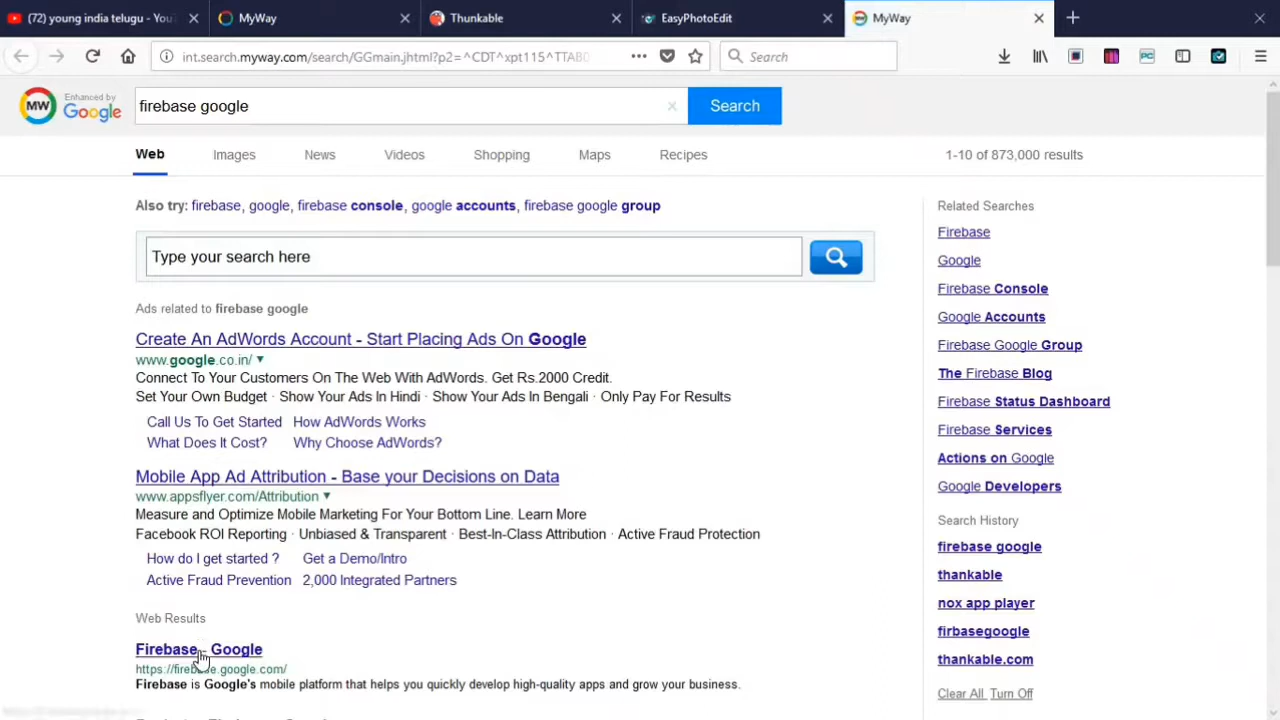 (72) young india telugu - You
MyWay
Thunkable
EasyPhotoEdit
MyWay
int.search.myway.com/search/GGmain.jhtml?p2=^CDT^xpt115^TTAB0
Search
MW
Enhanced by
Google
firebase google
Search
Web Images News Videos Shopping Maps Recipes
1-10 of 873,000 results
Also try: firebase, google, firebase console, google accounts, firebase google group
Type your search here
Ads related to firebase google
Create An AdWords Account - Start Placing Ads On Google
www.google.co.in/
Connect To Your Customers On The Web With AdWords. Get Rs.2000 Credit.
Set Your Own Budget · Show Your Ads In Hindi · Show Your Ads In Bengali · Only Pay For Results
Call Us To Get Started How AdWords Works
What Does It Cost? Why Choose AdWords?
Mobile App Ad Attribution - Base your Decisions on Data
www.appsflyer.com/Attribution
Measure and Optimize Mobile Marketing For Your Bottom Line. Learn More
Facebook ROI Reporting · Unbiased & Transparent · Best-In-Class Attribution · Active Fraud Protection
How do I get started ? Get a Demo/Intro
Active Fraud Prevention 2,000 Integrated Partners
Web Results
Firebase - Google
https://firebase.google.com/
Firebase is Google's mobile platform that helps you quickly develop high-quality apps and grow your business.
Related Searches
Firebase
Google
Firebase Console
Google Accounts
Firebase Google Group
The Firebase Blog
Firebase Status Dashboard
Firebase Services
Actions on Google
Google Developers
Search History
firebase google
thankable
nox app player
firbasegoogle
thankable.com
Clear All Turn Off